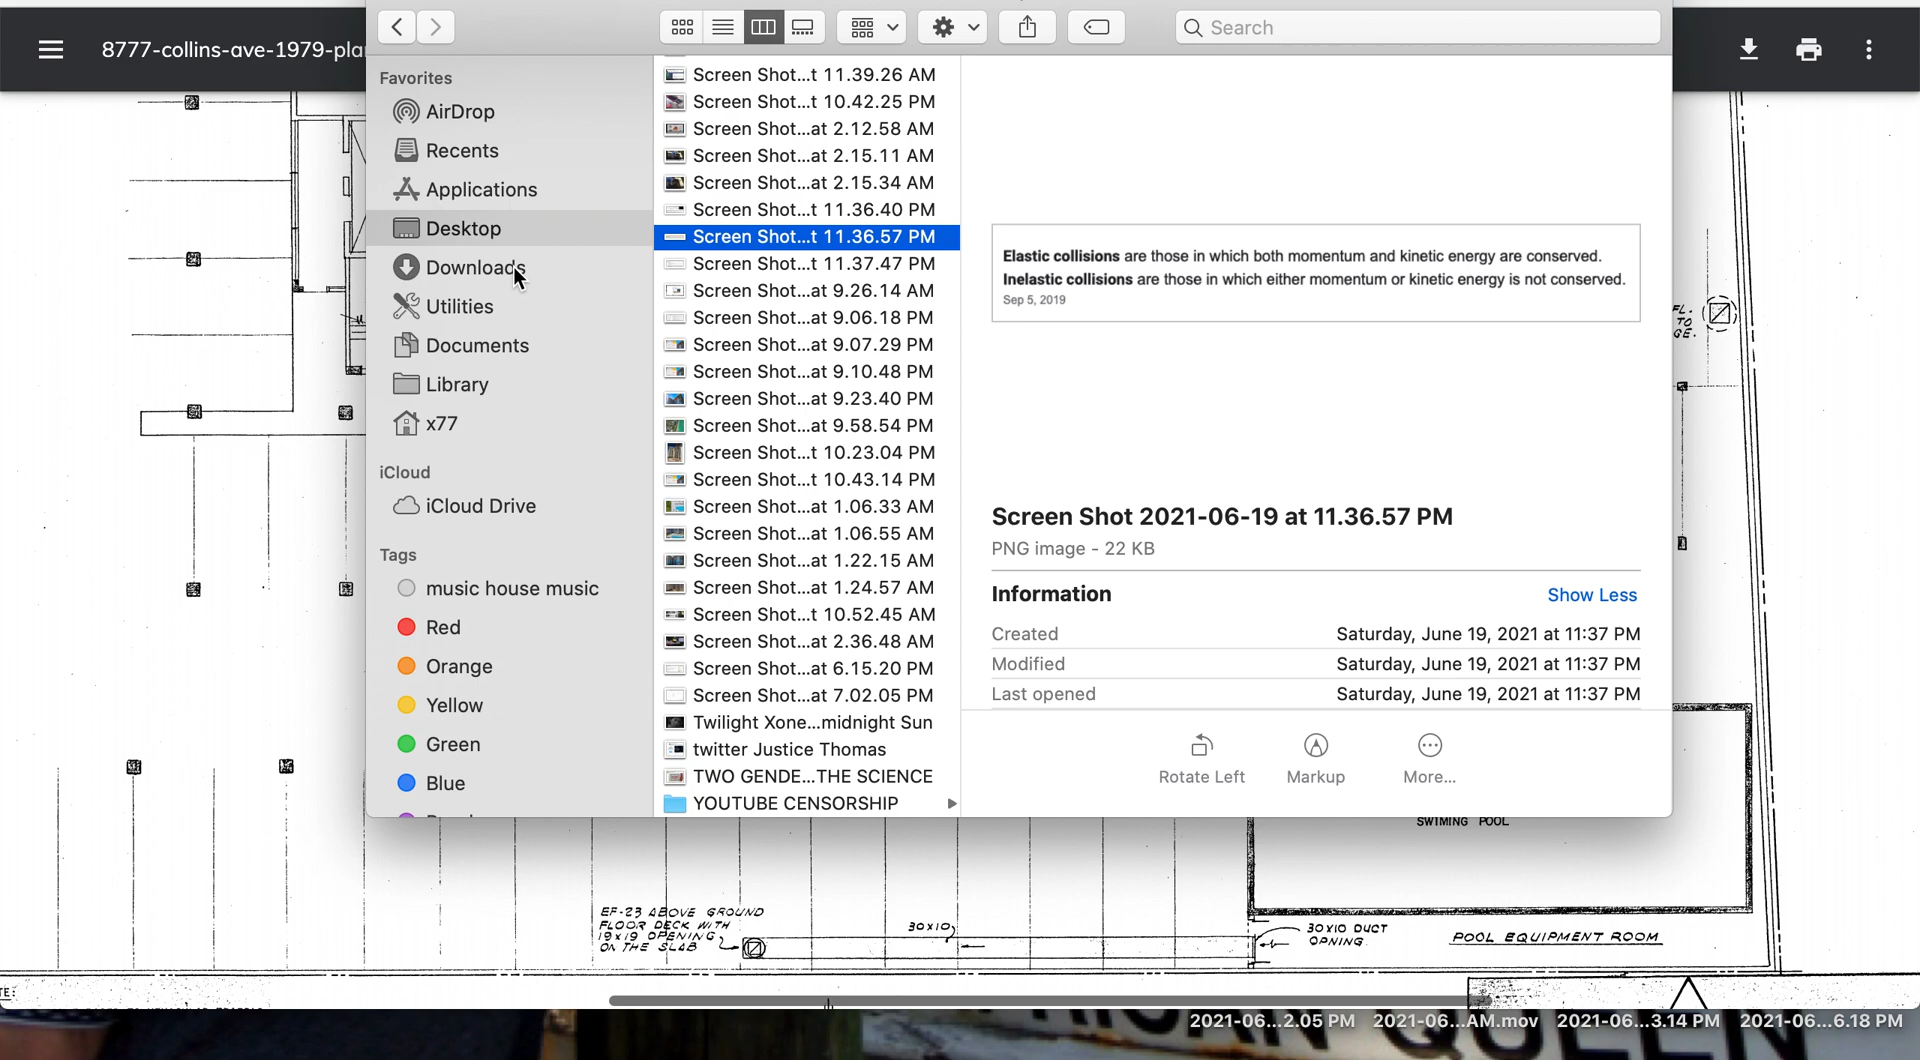 8777-collins-ave-1979-pla
Search
Favorites
AirDrop
Recents
Applications
Desktop
Downloads
Utilities
Documents
Library
x77
iCloud
iCloud Drive
Tags
music house music
Red
Orange
Yellow
Green
Blue
Screen Shot...t 11.39.26 AM
Screen Shot...t 10.42.25 PM
Screen Shot...at 2.12.58 AM
Screen Shot...at 2.15.11 AM
Screen Shot...at 2.15.34 AM
Screen Shot...t 11.36.40 PM
Screen Shot...t 11.36.57 PM
Screen Shot...t 11.37.47 PM
Screen Shot...at 9.26.14 AM
Screen Shot...at 9.06.18 PM
Screen Shot...at 9.07.29 PM
Screen Shot...at 9.10.48 PM
Screen Shot...at 9.23.40 PM
Screen Shot...at 9.58.54 PM
Screen Shot...t 10.23.04 PM
Screen Shot...t 10.43.14 PM
Screen Shot...at 1.06.33 AM
Screen Shot...at 1.06.55 AM
Screen Shot...at 1.22.15 AM
Screen Shot...at 1.24.57 AM
Screen Shot...t 10.52.45 AM
Screen Shot...at 2.36.48 AM
Screen Shot...at 6.15.20 PM
Screen Shot...at 7.02.05 PM
Twilight Xone...midnight Sun
twitter Justice Thomas
TWO GENDE...THE SCIENCE
YOUTUBE CENSORSHIP
Elastic collisions are those in which both momentum and kinetic energy are conserved.
Inelastic collisions are those in which either momentum or kinetic energy is not conserved.
Sep 5, 2019
Screen Shot 2021-06-19 at 11.36.57 PM
PNG image - 22 KB
Information Show Less
Created Saturday, June 19, 2021 at 11:37 PM
Modified Saturday, June 19, 2021 at 11:37 PM
Last opened Saturday, June 19, 2021 at 11:37 PM
Rotate Left Markup More...
FL.
TO
GE.
SWIMING POOL
EF-23 ABOVE GROUND
FLOOR DECK WITH
19X19 OPENING
ON THE SLAB
30X10
30X10 DUCT
OPNING
POOL EQUIPMENT ROOM
TE:
2021-06...2.05 PM 2021-06...AM.mov 2021-06...3.14 PM 2021-06...6.18 PM
QUEEN